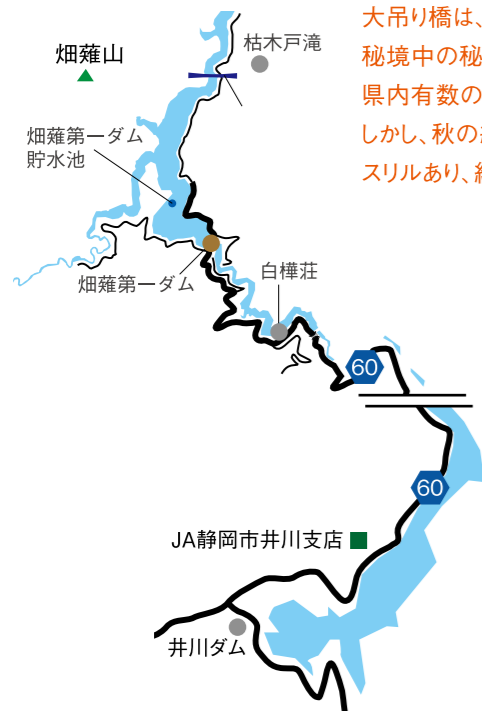 大吊り橋は、
秘境中の秘
県内有数の
しかし、秋の
スリルあり、
枯木戸滝
畑薙山
畑薙第一ダム
貯水池
畑薙第一ダム
白樺荘
60
60
JA静岡市井川支店
井川ダム